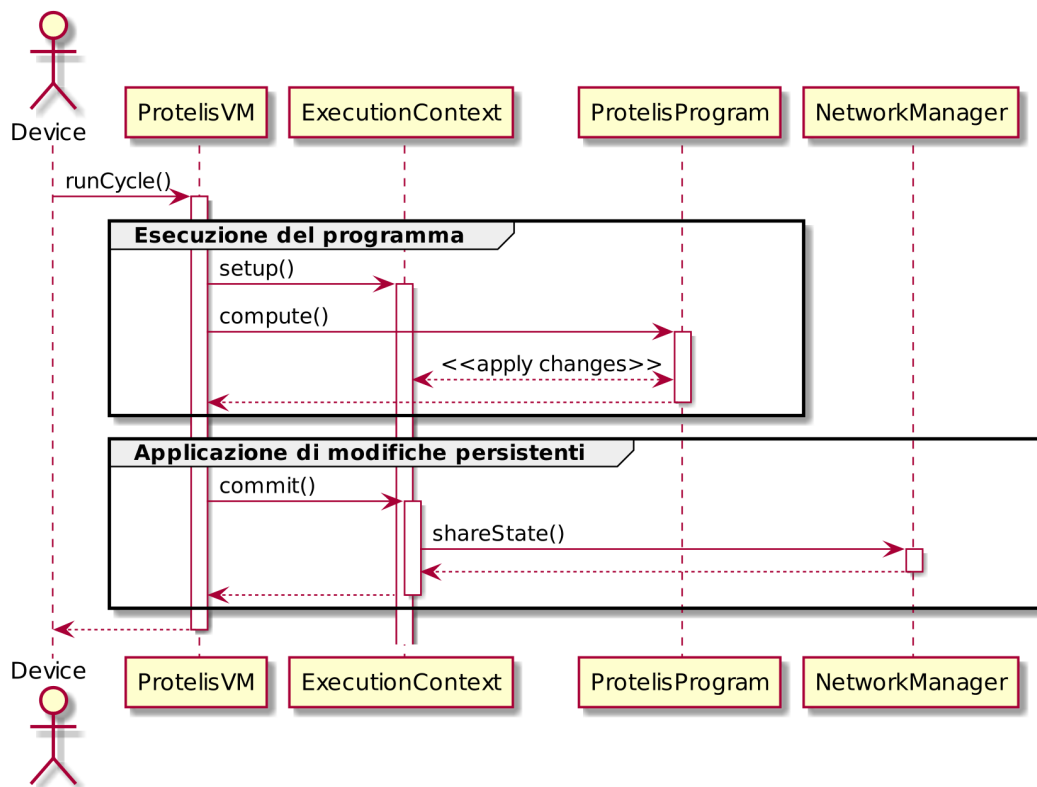 Device
ProtelisVM
ExecutionContext
ProtelisProgram
NetworkManager
runCycle()
Esecuzione del programma
setup()
compute()
<<apply changes>>
Applicazione di modifiche persistenti
commit()
shareState()
Device
ProtelisVM
ExecutionContext
ProtelisProgram
NetworkManager